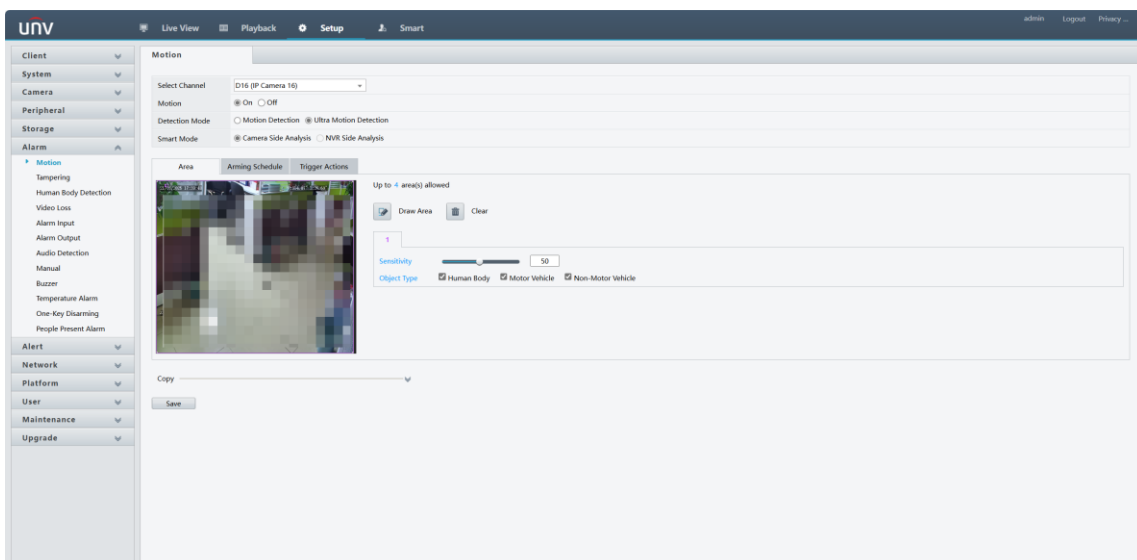 unv Live View Playback Setup Smart admin Logout Privacy ...
Client
System
Camera
Peripheral
Storage
Alarm
Motion
Tampering
Human Body Detection
Video Loss
Alarm Input
Alarm Output
Audio Detection
Manual
Buzzer
Temperature Alarm
One-Key Disarming
People Present Alarm
Alert
Network
Platform
User
Maintenance
Upgrade
Motion
Select Channel D16 (IP Camera 16)
Motion On Off
Detection Mode Motion Detection Ultra Motion Detection
Smart Mode Camera Side Analysis NVR Side Analysis
Area Arming Schedule Trigger Actions
Up to 4 area(s) allowed
Draw Area Clear
1
Sensitivity 50
Object Type Human Body Motor Vehicle Non-Motor Vehicle
Copy
Save